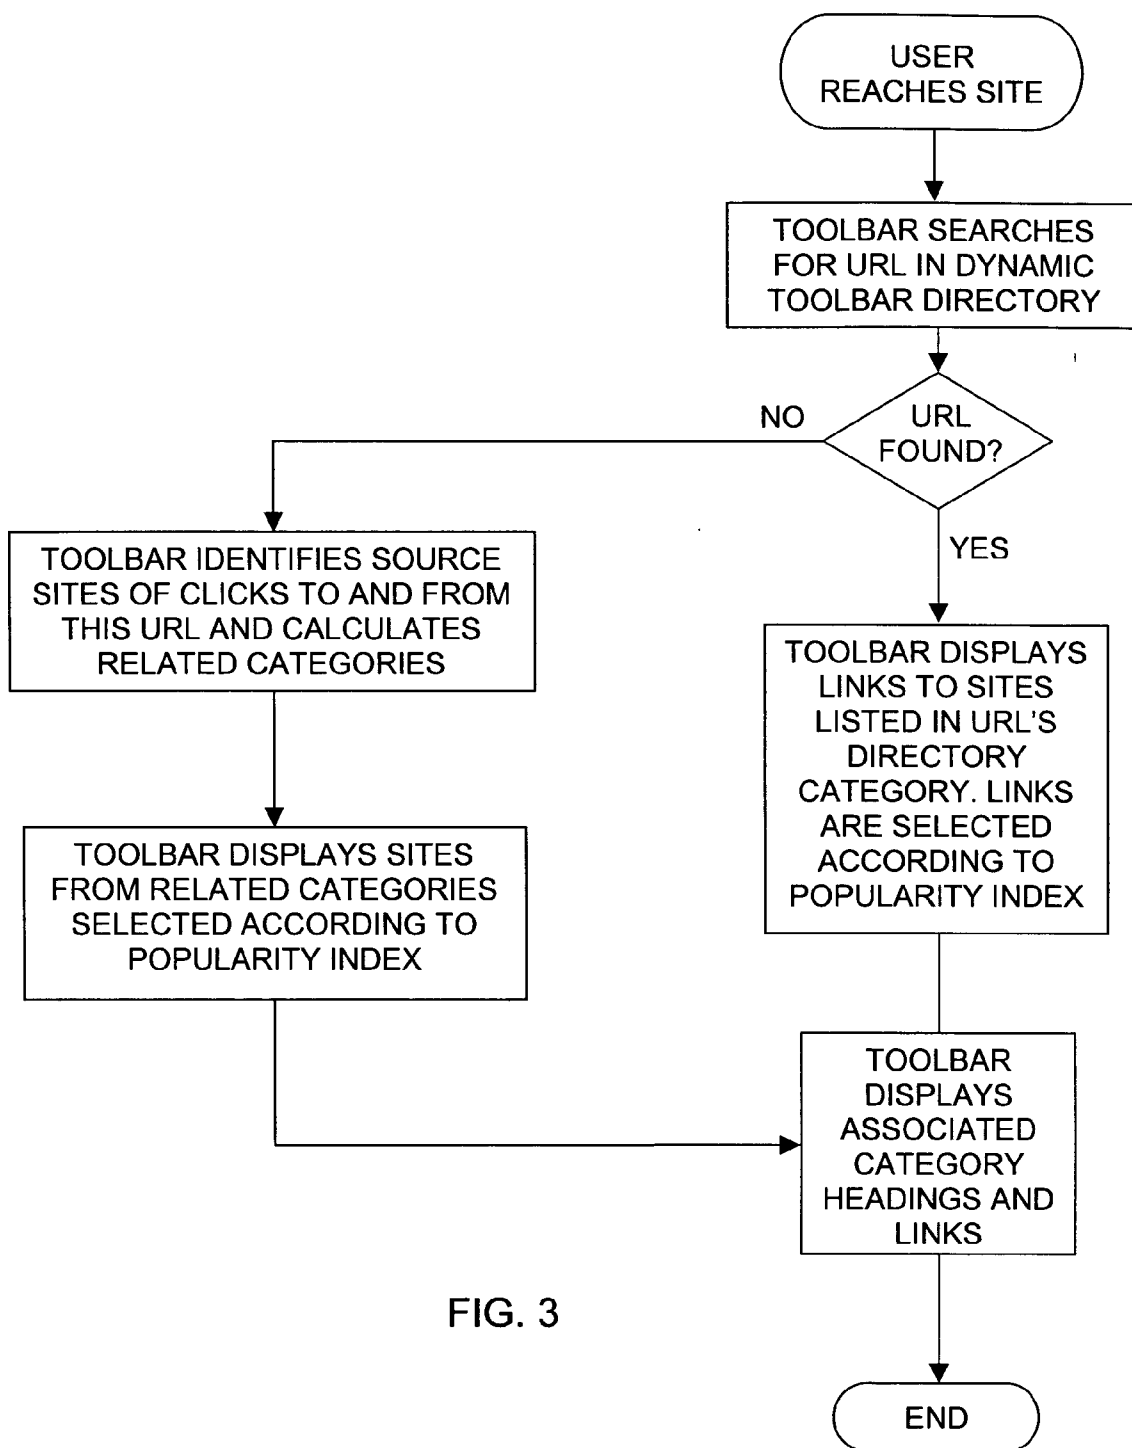 USER
REACHES SITE
TOOLBAR SEARCHES
FOR URL IN DYNAMIC
TOOLBAR DIRECTORY
URL
FOUND?
NO
YES
TOOLBAR IDENTIFIES SOURCE
SITES OF CLICKS TO AND FROM
THIS URL AND CALCULATES
RELATED CATEGORIES
TOOLBAR DISPLAYS SITES
FROM RELATED CATEGORIES
SELECTED ACCORDING TO
POPULARITY INDEX
TOOLBAR DISPLAYS
LINKS TO SITES
LISTED IN URL'S
DIRECTORY
CATEGORY. LINKS
ARE SELECTED
ACCORDING TO
POPULARITY INDEX
TOOLBAR
DISPLAYS
ASSOCIATED
CATEGORY
HEADINGS AND
LINKS
FIG. 3
END